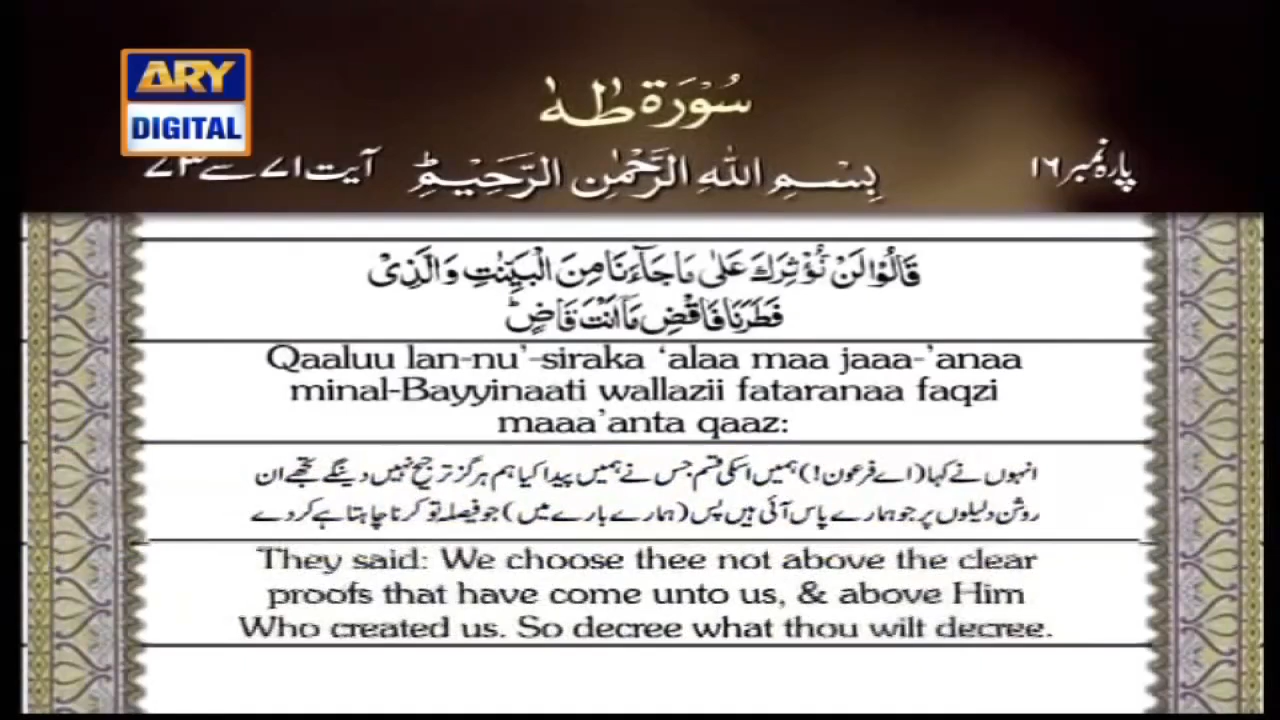 ARY
DIGITAL
سُوْرَة طٰهٰ
پارہ نمبر ۱۶
بِسْمِ اللّٰهِ الرَّحْمٰنِ الرَّحِیْمِ
آیت ۷۱ سے ۷۳
قَالُوْا لَنْ نُّؤْثِرَكَ عَلٰی مَا جَآءَنَا مِنَ الْبَیِّنٰتِ وَالَّذِیْ
فَطَرَنَا فَاقْضِ مَآ اَنْتَ قَاضٍ ؕ
Qaaluu lan-nu’-siraka ‘alaa maa jaaa-’anaa
minal-Bayyinaati wallazii fataranaa faqzi
maaa’anta qaaz:
انہوں نے کہا (اے فرعون!) ہمیں اسکی قسم جس نے ہمیں پیدا کیا ہم ہرگز ترجیح نہیں دینگے تجھے ان
روشن دلیلوں پر جو ہمارے پاس آئی ہیں پس (ہمارے بارے میں) جو فیصلہ تو کرنا چاہتا ہے کر دے
They said: We choose thee not above the clear
proofs that have come unto us, & above Him
Who created us. So decree what thou wilt decree.